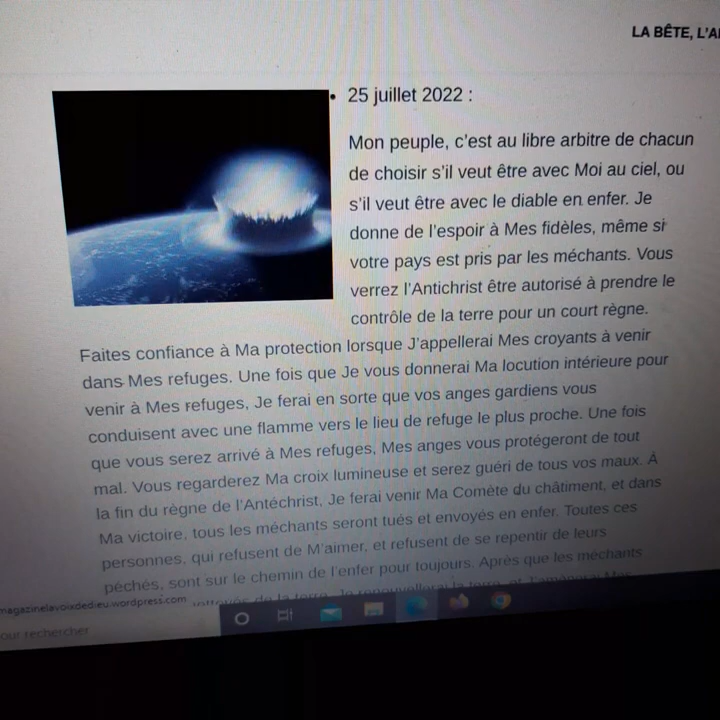 LA BÊTE, L'A
• 25 juillet 2022 :
Mon peuple, c'est au libre arbitre de chacun
de choisir s'il veut être avec Moi au ciel, ou
s'il veut être avec le diable en enfer. Je
donne de l'espoir à Mes fidèles, même si
votre pays est pris par les méchants. Vous
verrez l'Antichrist être autorisé à prendre le
contrôle de la terre pour un court règne.
Faites confiance à Ma protection lorsque J'appellerai Mes croyants à venir
dans Mes refuges. Une fois que Je vous donnerai Ma locution intérieure pour
venir à Mes refuges, Je ferai en sorte que vos anges gardiens vous
conduisent avec une flamme vers le lieu de refuge le plus proche. Une fois
que vous serez arrivé à Mes refuges, Mes anges vous protégeront de tout
mal. Vous regarderez Ma croix lumineuse et serez guéri de tous vos maux. À
la fin du règne de l'Antéchrist, Je ferai venir Ma Comète du châtiment, et dans
Ma victoire, tous les méchants seront tués et envoyés en enfer. Toutes ces
personnes, qui refusent de M'aimer, et refusent de se repentir de leurs
péchés, sont sur le chemin de l'enfer pour toujours. Après que les méchants
de la terre, Je renouvellerai la terre, et J'amènerai Mes
magazinelavoixdedieu.wordpress.com
our rechercher